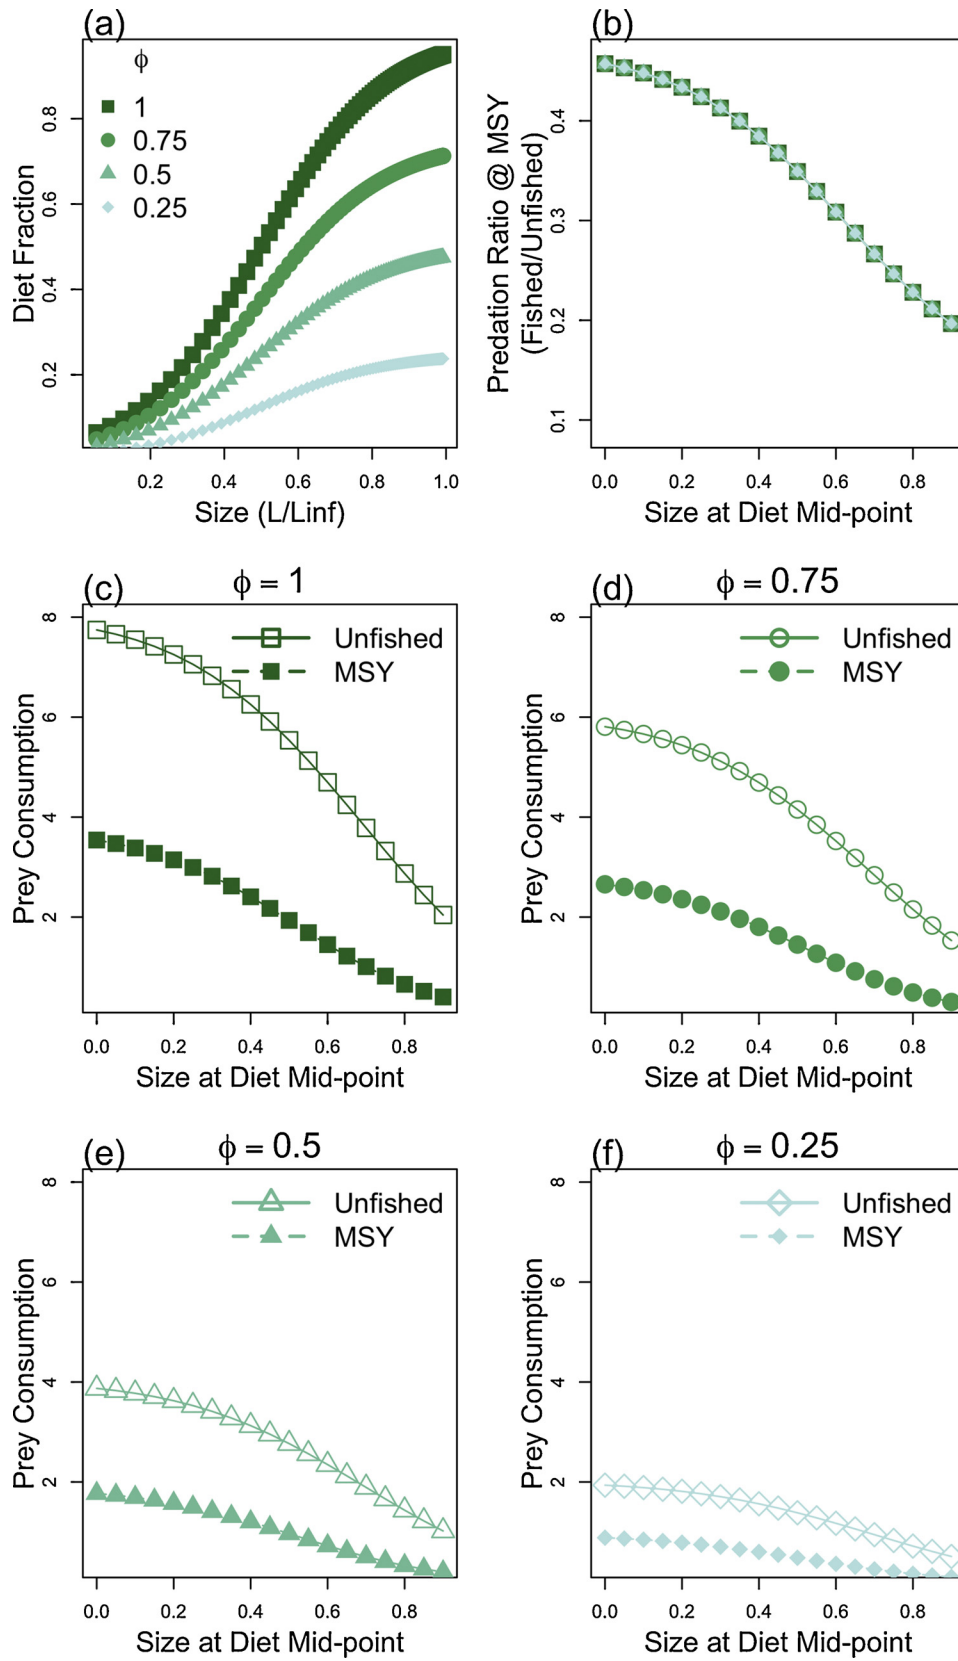 (a)
ϕ
1
0.75
0.5
0.25
Diet Fraction
0.8
0.6
0.4
0.2
0.2 0.4 0.6 0.8 1.0
Size (L/Linf)
(b)
Predation Ratio @ MSY
(Fished/Unfished)
0.4
0.3
0.2
0.1
0.0 0.2 0.4 0.6 0.8
Size at Diet Mid-point
(c)
ϕ = 1
Unfished
MSY
Prey Consumption
8
6
4
2
0.0 0.2 0.4 0.6 0.8
Size at Diet Mid-point
(d)
ϕ = 0.75
Unfished
MSY
Prey Consumption
8
6
4
2
0.0 0.2 0.4 0.6 0.8
Size at Diet Mid-point
(e)
ϕ = 0.5
Unfished
MSY
Prey Consumption
8
6
4
2
0.0 0.2 0.4 0.6 0.8
Size at Diet Mid-point
(f)
ϕ = 0.25
Unfished
MSY
Prey Consumption
8
6
4
2
0.0 0.2 0.4 0.6 0.8
Size at Diet Mid-point